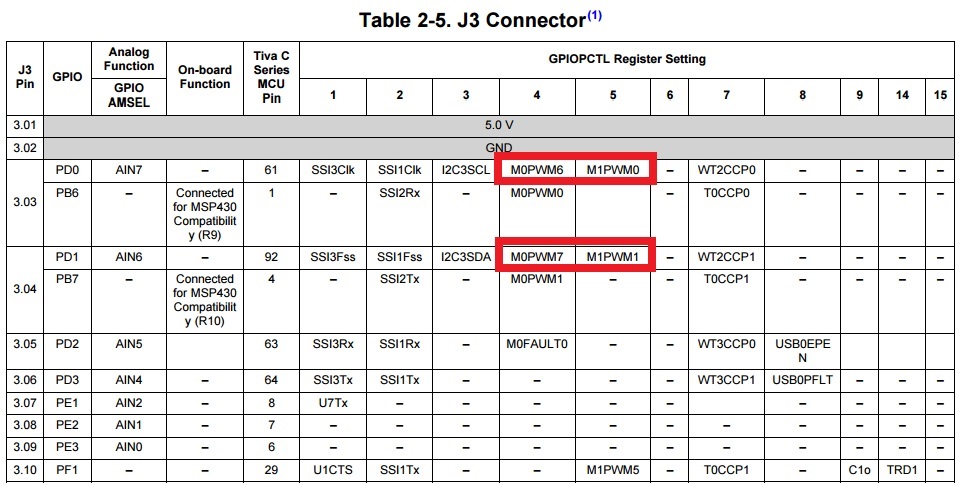 Table 2-5. J3 Connector(1)
J3 Pin GPIO Analog Function GPIO AMSEL On-board Function Tiva C Series MCU Pin GPIOPCTL Register Setting
1 2 3 4 5 6 7 8 9 14 15
3.01 5.0 V
3.02 GND
3.03 PD0 AIN7 – 61 SSI3Clk SSI1Clk I2C3SCL M0PWM6 M1PWM0 – WT2CCP0 – – – –
PB6 – Connected for MSP430 Compatibilit y (R9) 1 – SSI2Rx – M0PWM0 – – T0CCP0 – – – –
3.04 PD1 AIN6 – 92 SSI3Fss SSI1Fss I2C3SDA M0PWM7 M1PWM1 – WT2CCP1 – – – –
PB7 – Connected for MSP430 Compatibilit y (R10) 4 – SSI2Tx – M0PWM1 – – T0CCP1 – – – –
3.05 PD2 AIN5 63 SSI3Rx SSI1Rx – M0FAULT0 – WT3CCP0 USB0EPE N
3.06 PD3 AIN4 – 64 SSI3Tx SSI1Tx – – – – WT3CCP1 USB0PFLT – – –
3.07 PE1 AIN2 – 8 U7Tx – – – – – – – – – –
3.08 PE2 AIN1 – 7 – – – – – – – – – – –
3.09 PE3 AIN0 – 6 – – – – – – – – – – –
3.10 PF1 – – 29 U1CTS SSI1Tx – – M1PWM5 – T0CCP1 – C1o TRD1 –